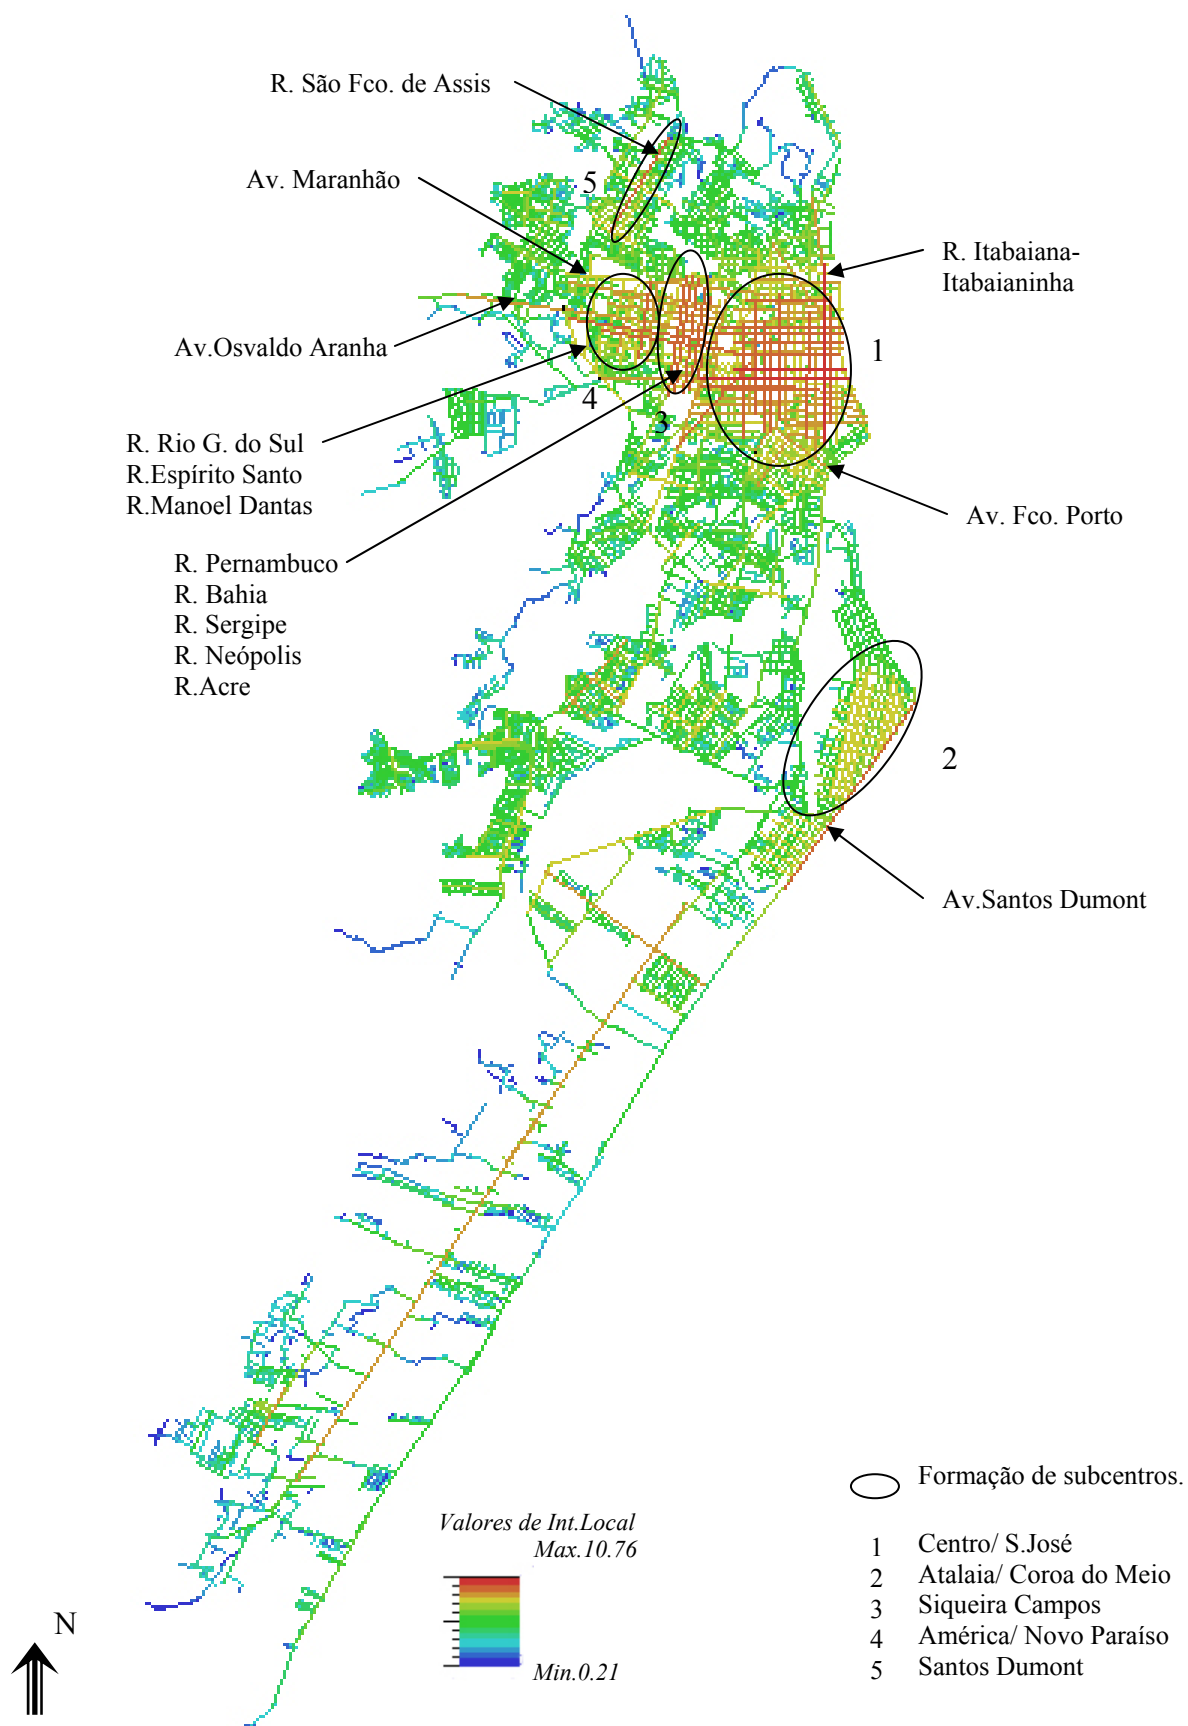 R. São Fco. de Assis
Av. Maranhão
5
R. Itabaiana-
Itabaianinha
Av.Osvaldo Aranha
1
4
3
R. Rio G. do Sul
R.Espírito Santo
R.Manoel Dantas
Av. Fco. Porto
R. Pernambuco
R. Bahia
R. Sergipe
R. Neópolis
R.Acre
2
Av.Santos Dumont
Formação de subcentros.
Valores de Int.Local
Max.10.76
Min.0.21
1 Centro/ S.José
2 Atalaia/ Coroa do Meio
3 Siqueira Campos
4 América/ Novo Paraíso
5 Santos Dumont
N